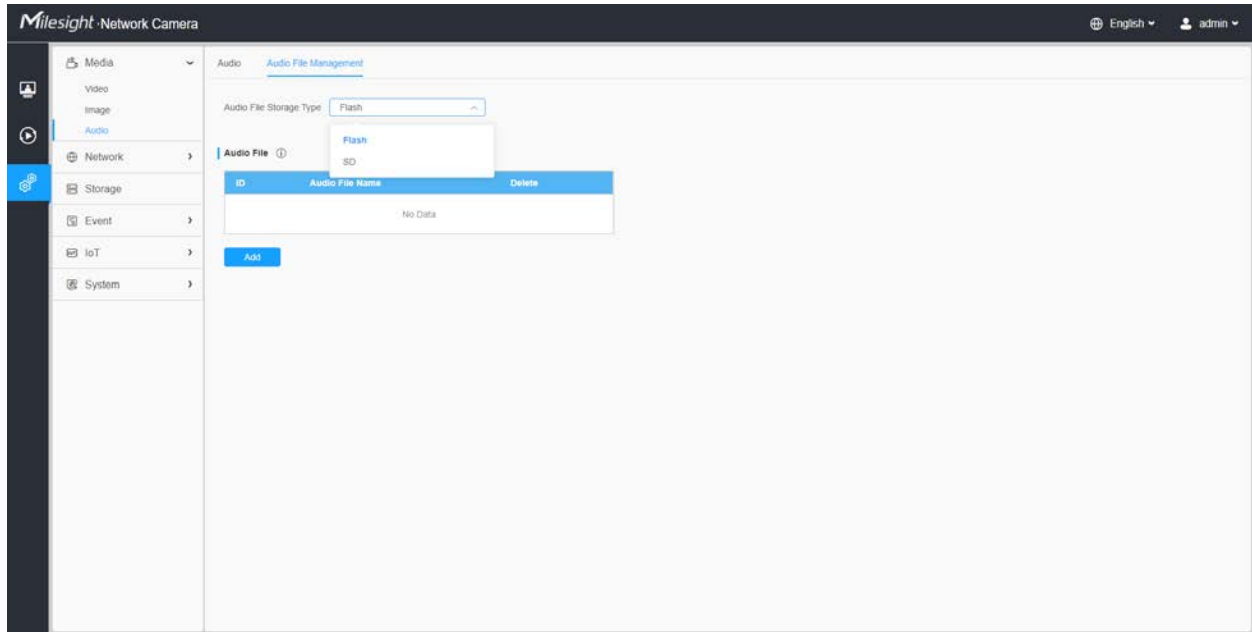 Milesight · Network Camera
English
admin
Media
Video
Image
Audio
Network
Storage
Event
IoT
System
Audio
Audio File Management
Audio File Storage Type
Flash
Flash
SD
Audio File
ID
Audio File Name
Delete
No Data
Add